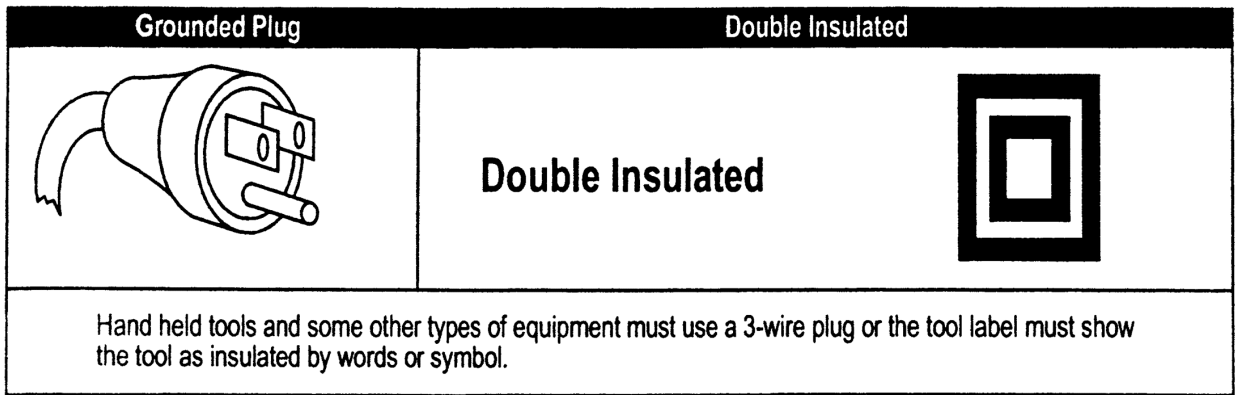 Grounded Plug
Double Insulated
Double Insulated
Hand held tools and some other types of equipment must use a 3-wire plug or the tool label must show
the tool as insulated by words or symbol.